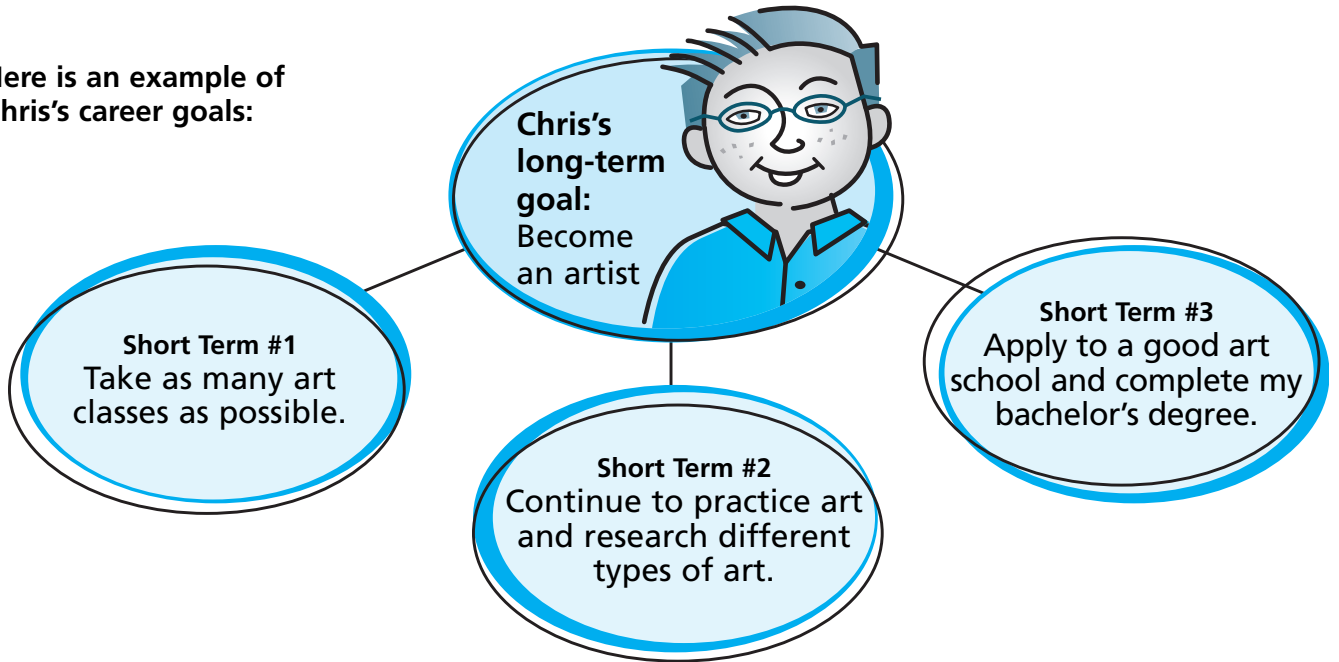 ere is an example of
hris's career goals:
Chris's
long-term
goal:
Become
an artist
Short Term #1
Take as many art
classes as possible.
Short Term #2
Continue to practice art
and research different
types of art.
Short Term #3
Apply to a good art
school and complete my
bachelor's degree.